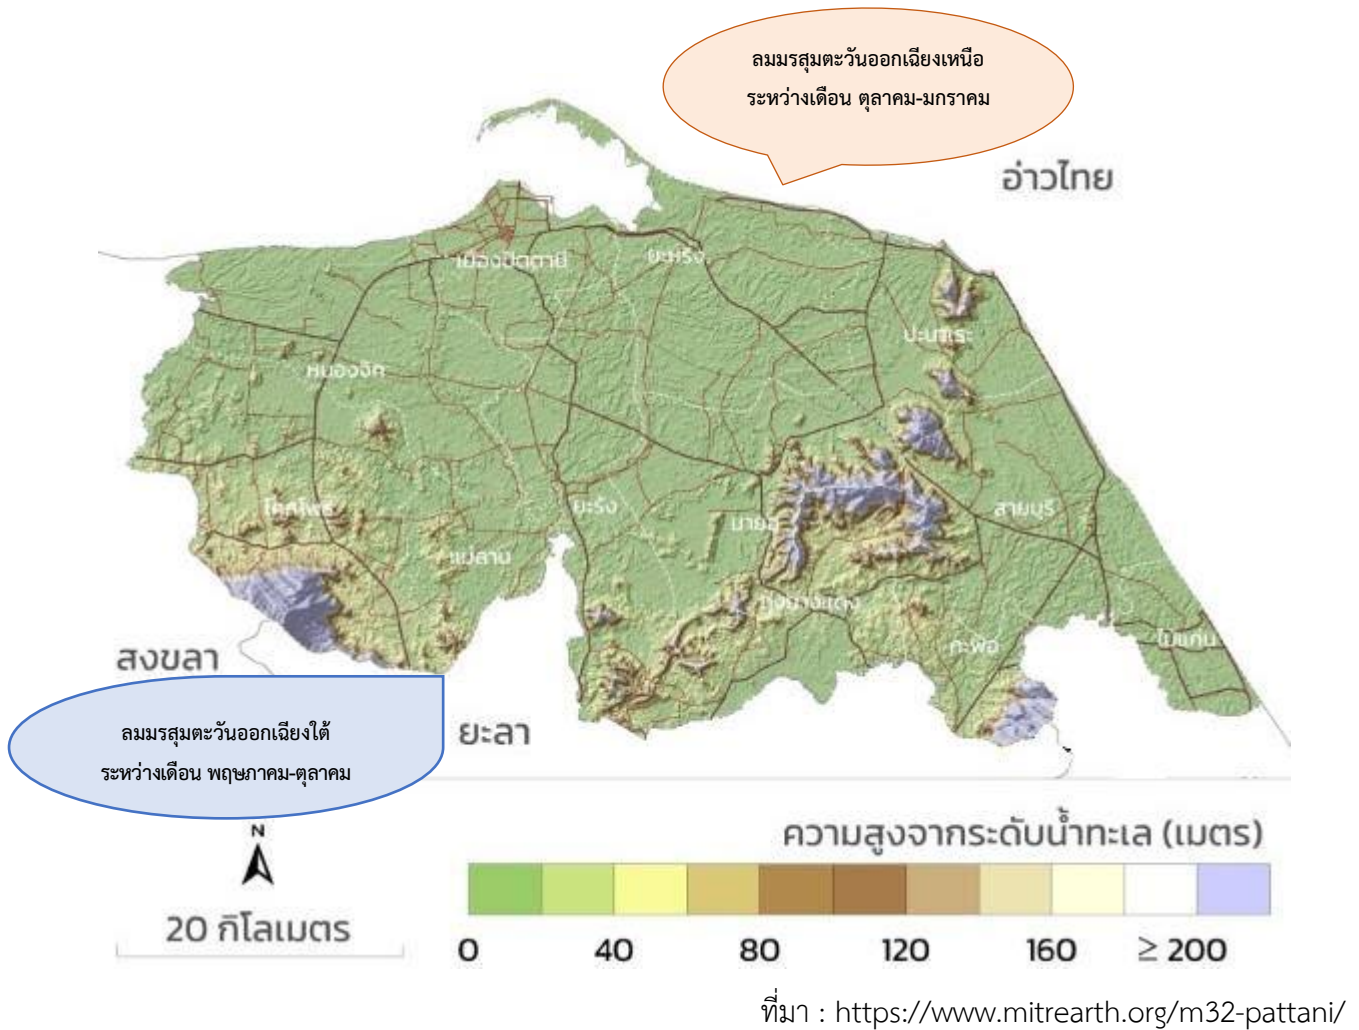 ลมมรสุมตะวันออกเฉียงเหนือ
ระหว่างเดือน ตุลาคม-มกราคม
อ่าวไทย
เมืองปัตตานี
ยะหริ่ง
ปะนาเระ
หนองจิก
โคกโพธิ์
ยะรัง
มายอ
สายบุรี
แม่ลาน
ทุ่งยางแดง
กะพ้อ
ไม้แก่น
สงขลา
ยะลา
ลมมรสุมตะวันออกเฉียงใต้
ระหว่างเดือน พฤษภาคม-ตุลาคม
N
20 กิโลเมตร
ความสูงจากระดับน้ำทะเล (เมตร)
0 40 80 120 160 ≥ 200
ที่มา : https://www.mitrearth.org/m32-pattani/